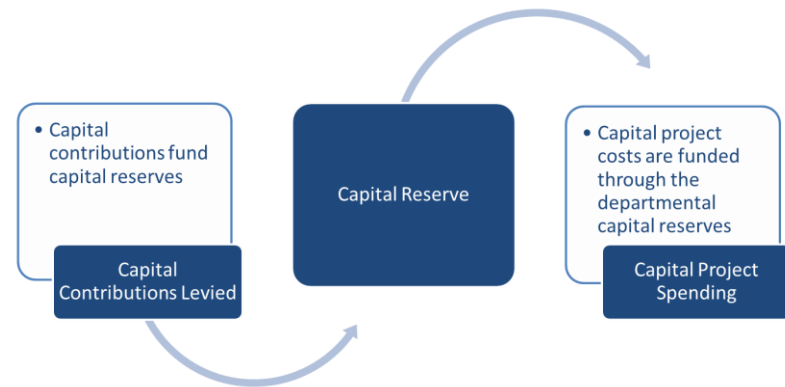 • Capital
contributions fund
capital reserves
Capital
Contributions Levied
Capital Reserve
• Capital project
costs are funded
through the
departmental
capital reserves
Capital Project
Spending